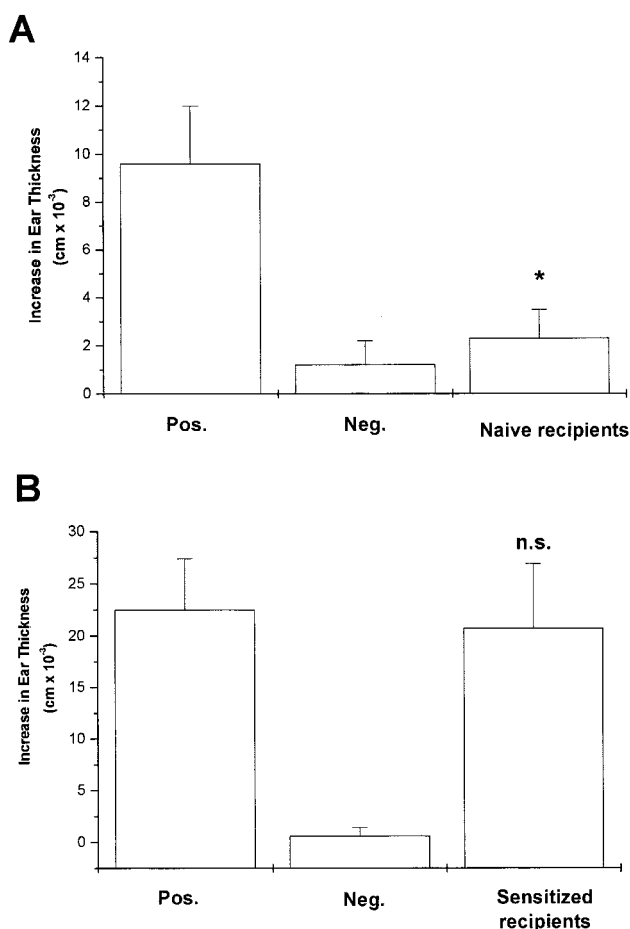 A
Increase in Ear Thickness
(cm x 10-3)
14
12
10
8
6
4
2
0
*
Pos.
Neg.
Naive recipients
B
Increase in Ear Thickness
(cm x 10-3)
30
25
20
15
10
5
0
n.s.
Pos.
Neg.
Sensitized
recipients